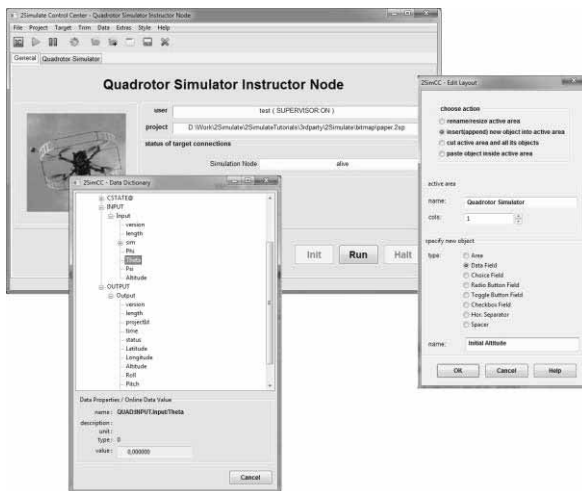 2Simulate Control Center - Quadrotor Simulator Instructor Node
File Project Target Trim Data Extras Style Help
General Quadrotor Simulator
Quadrotor Simulator Instructor Node
user test ( SUPERVISOR ON )
project D:\Work\2Simulate\2SimulateTutorials\3rdparty\2Simulate\bitmap\paper.2sp
status of target connections
Simulation Node alive
Init Run Halt
2SimCC - Data Dictionary
CSTATE@
INPUT
Input
version
length
sim
Phi
Theta
Psi
Altitude
OUTPUT
Output
version
length
projectbl
time
status
Latitude
Longitude
Altitude
Roll
Pitch
Data Properties / Online Data Value
name : QUAD:INPUT.Input/Theta
description :
unit :
type : 0
value : 0,000000
Cancel
2SimCC - Edit Layout
choose action
rename/resize active area
insert(append) new object into active area
cut active area and all its objects
paste object inside active area
active area
name: Quadrotor Simulator
cols: 1
specify new object
type: Area
Data Field
Choice Field
Radio Button Field
Toggle Button Field
Checkbox Field
Hor. Separator
Spacer
name: Initial Altitude
OK Cancel Help